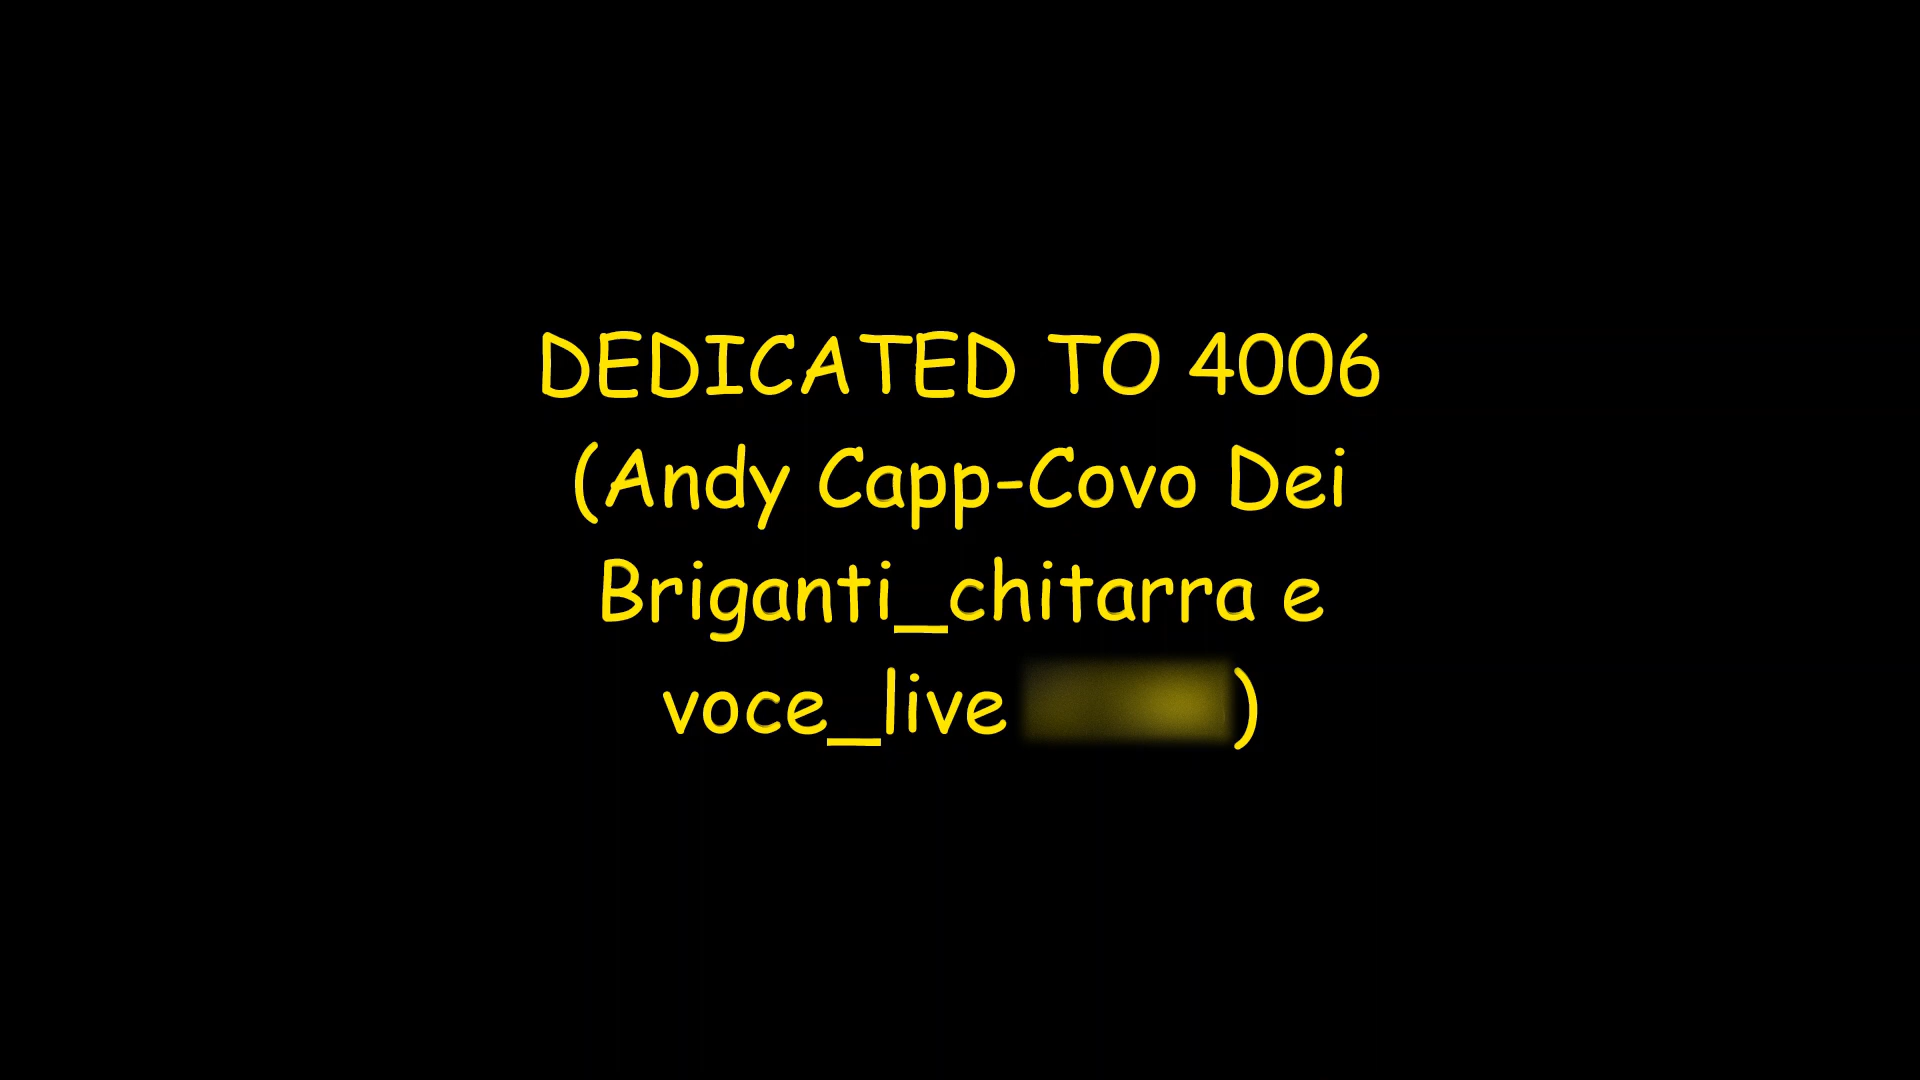 DEDICATED TO 4006
(Andy Capp-Covo Dei
Briganti_chitarra e
voce_live )